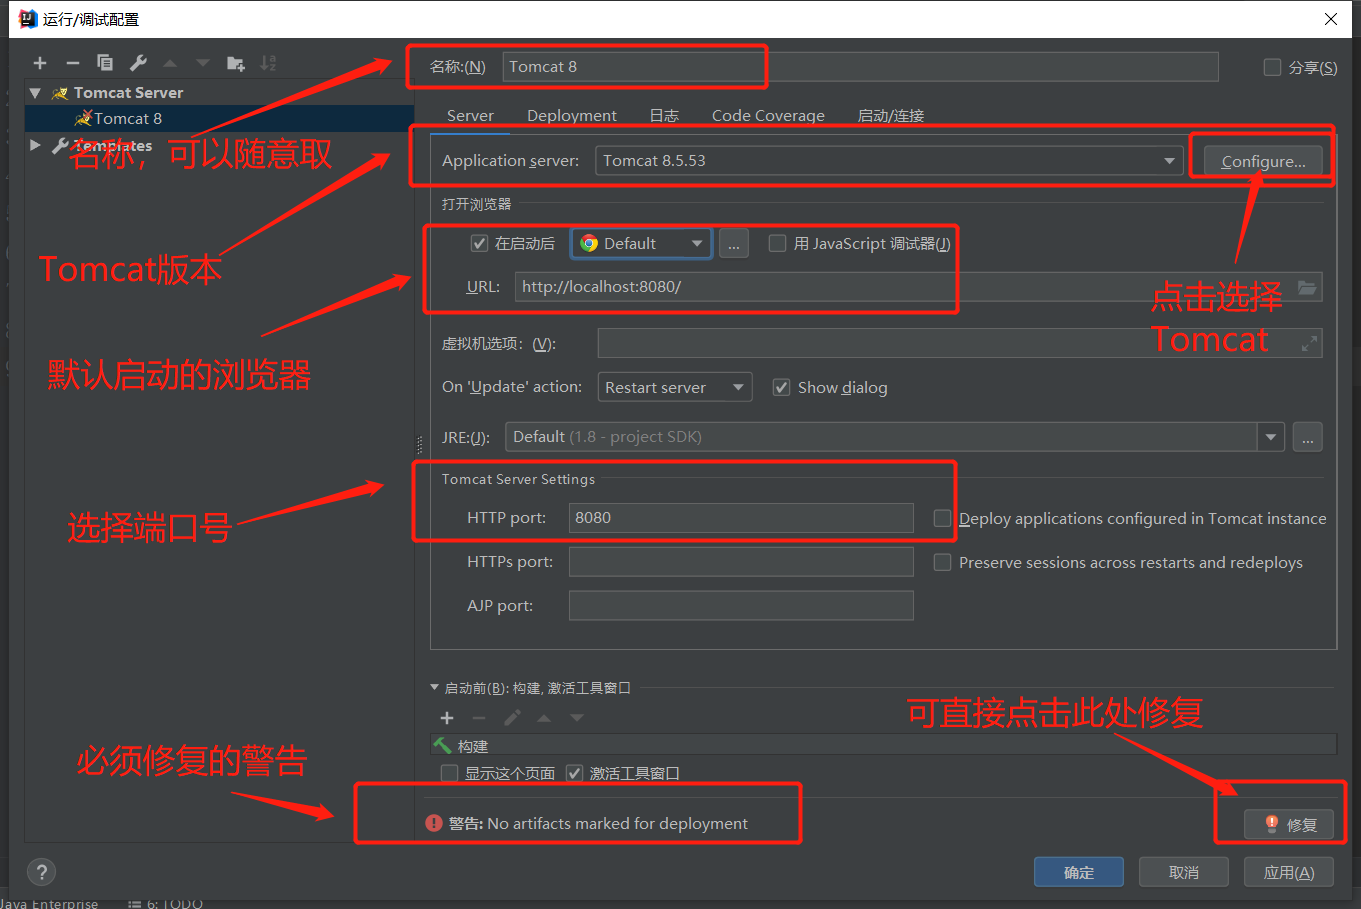 运行/调试配置
名称:(N) Tomcat 8 分享(S)
Tomcat Server
Tomcat 8
Templates
名称，可以随意取
Server Deployment 日志 Code Coverage 启动/连接
Application server: Tomcat 8.5.53 Configure...
打开浏览器
在启动后 Default ... 用 JavaScript 调试器(J)
Tomcat版本
URL: http://localhost:8080/
点击选择
Tomcat
虚拟机选项: (V):
默认启动的浏览器
On 'Update' action: Restart server Show dialog
JRE:(J): Default (1.8 - project SDK) ...
Tomcat Server Settings
选择端口号
HTTP port: 8080 Deploy applications configured in Tomcat instance
HTTPs port: Preserve sessions across restarts and redeploys
AJP port:
启动前(B): 构建, 激活工具窗口
可直接点击此处修复
构建
必须修复的警告
显示这个页面 激活工具窗口
警告: No artifacts marked for deployment
修复
? 确定 取消 应用(A)
Java Enterprise 6: TODO